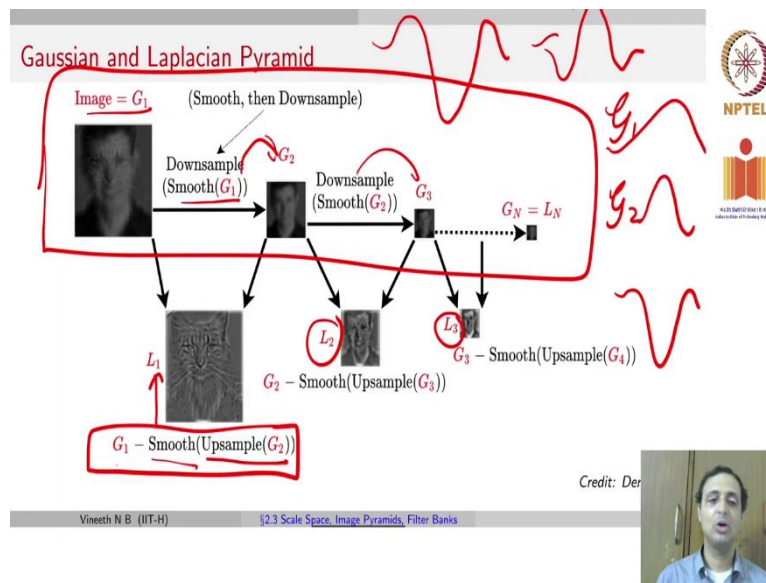 Gaussian and Laplacian Pyramid
NPTEL
Image = G₁
(Smooth, then Downsample)
G₁
G₂
Downsample
(Smooth(G₁))
G₂
Downsample
(Smooth(G₂))
G₃
G_N = L_N
L₁
L₂
L₃
G₃ − Smooth(Upsample(G₄))
G₂ − Smooth(Upsample(G₃))
G₁ − Smooth(Upsample(G₂))
Credit: Der
Vineeth N B (IIT-H)
§2.3 Scale Space, Image Pyramids, Filter Banks